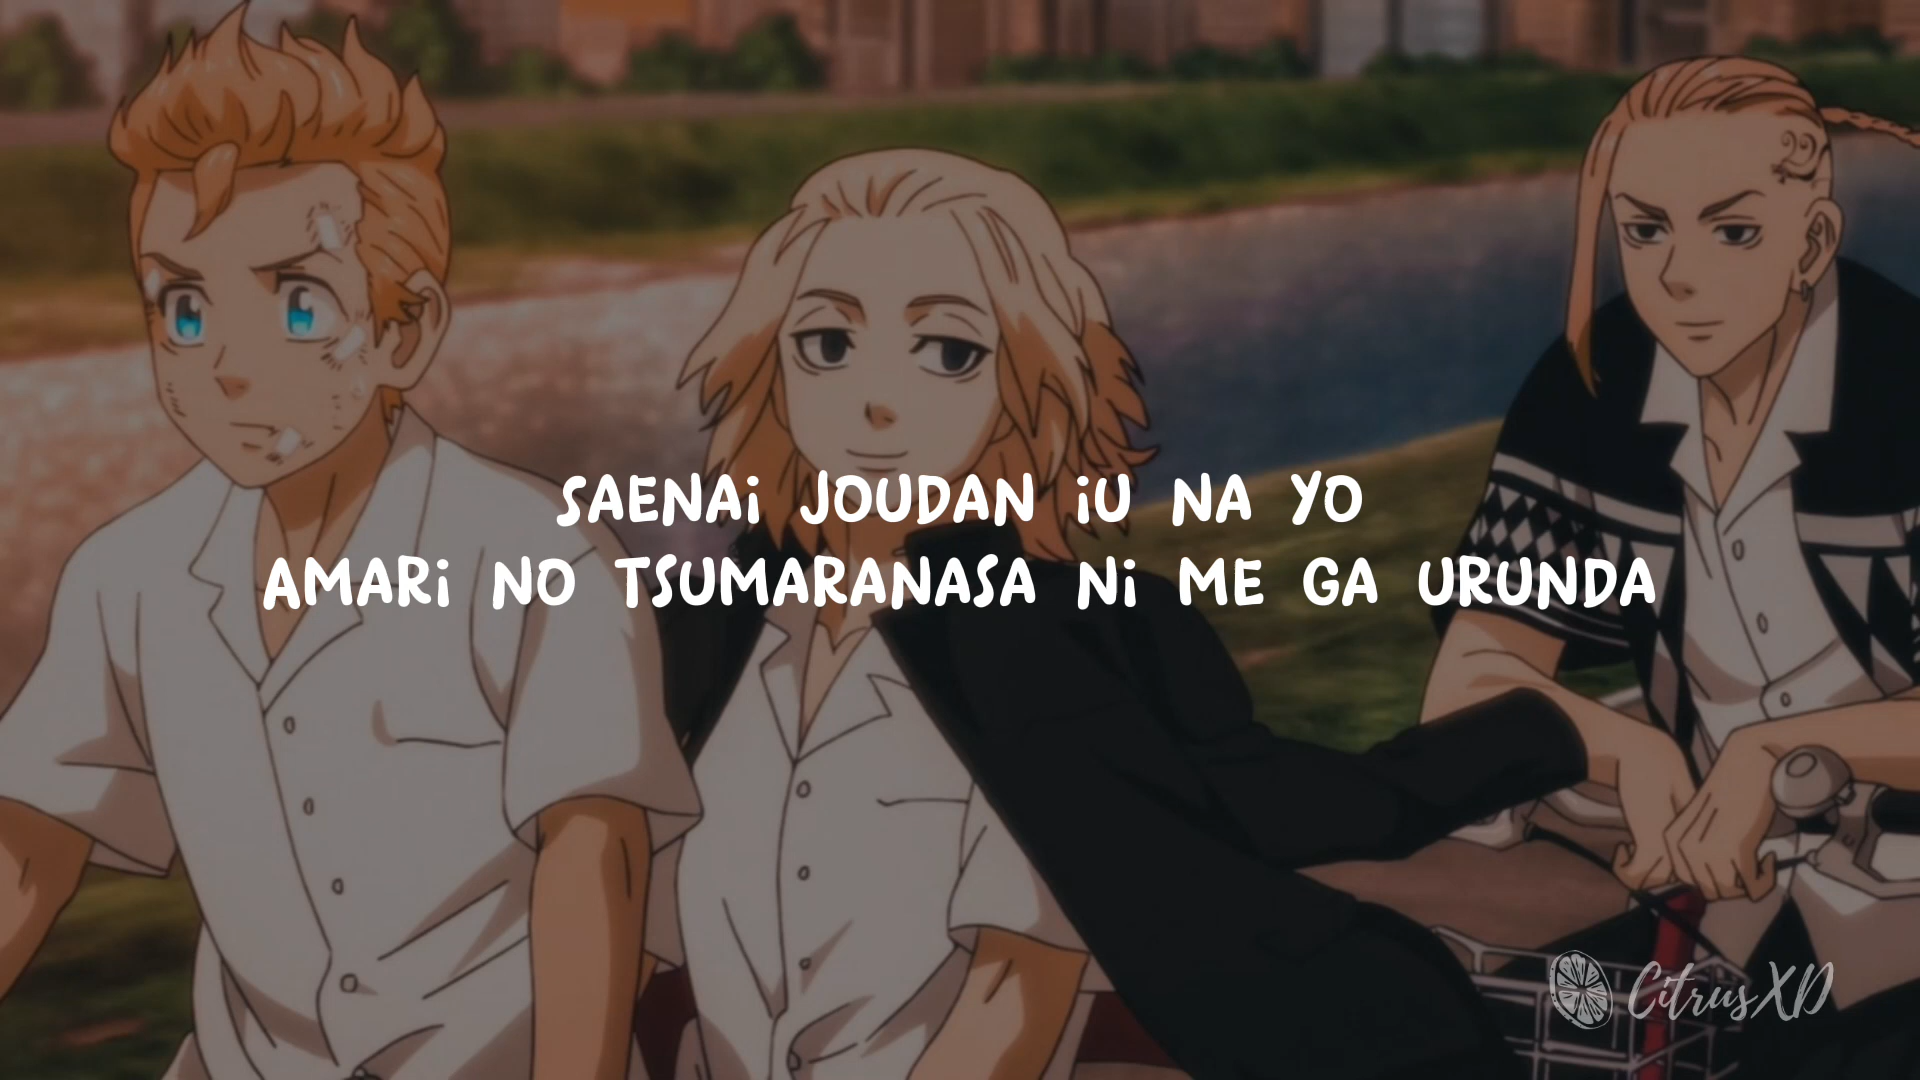 SAENAi JOUDAN iU NA YO
AMARi NO TSUMARANASA Ni ME GA URUNDA
CitrusXD